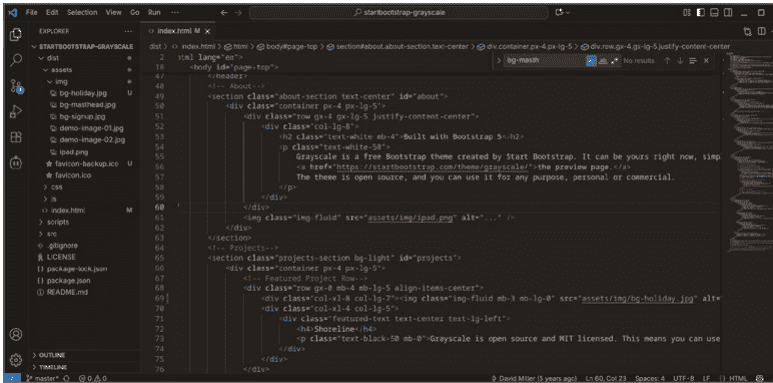 File Edit Selection View Go Run ... startbootstrap-grayscale
EXPLORER ...
STARTBOOTSTRAP-GRAYSCALE
dist
assets
img
bg-holiday.jpg
bg-masthead.jpg
bg-signup.jpg
demo-image-01.jpg
demo-image-02.jpg
ipad.png
favicon-backup.ico
favicon.ico
css
js
index.html
scripts
src
.gitignore
LICENSE
package-lock.json
package.json
README.md
OUTLINE
TIMELINE
index.html M
dist > index.html > html > body#page-top > section#about.about-section.text-center > div.container.px-4.px-lg-5 > div.row.gx-4.gx-lg-5.justify-content-center
bg-masth No results
2 html lang="en">
16 <body id="page-top">
47 </header>
48 <!-- About-->
49 <section class="about-section text-center" id="about">
50 <div class="container px-4 px-lg-5">
51 <div class="row gx-4 gx-lg-5 justify-content-center">
52 <div class="col-lg-8">
53 <h2 class="text-white mb-4">Built with Bootstrap 5</h2>
54 <p class="text-white-50">
55 Grayscale is a free Bootstrap theme created by Start Bootstrap. It can be yours right now, simp
56 <a href="https://startbootstrap.com/theme/grayscale/">the preview page.</a>
57 The theme is open source, and you can use it for any purpose, personal or commercial.
58 </p>
59 </div>
60 </div>
61 <img class="img-fluid" src="assets/img/ipad.png" alt="..." />
62 </div>
63 </section>
64 <!-- Projects-->
65 <section class="projects-section bg-light" id="projects">
66 <div class="container px-4 px-lg-5">
67 <!-- Featured Project Row-->
68 <div class="row gx-0 mb-4 mb-lg-5 align-items-center">
69 <div class="col-xl-8 col-lg-7"><img class="img-fluid mb-3 mb-lg-0" src="assets/img/bg-holiday.jpg" alt=
70 <div class="col-xl-4 col-lg-5">
71 <div class="featured-text text-center text-lg-left">
72 <h4>Shoreline</h4>
73 <p class="text-black-50 mb-0">Grayscale is open source and MIT licensed. This means you can use
74 </div>
75 </div>
76 </div>
master* 0 0 David Miller (5 years ago) Ln 60, Col 23 Spaces: 4 UTF-8 LF HTML